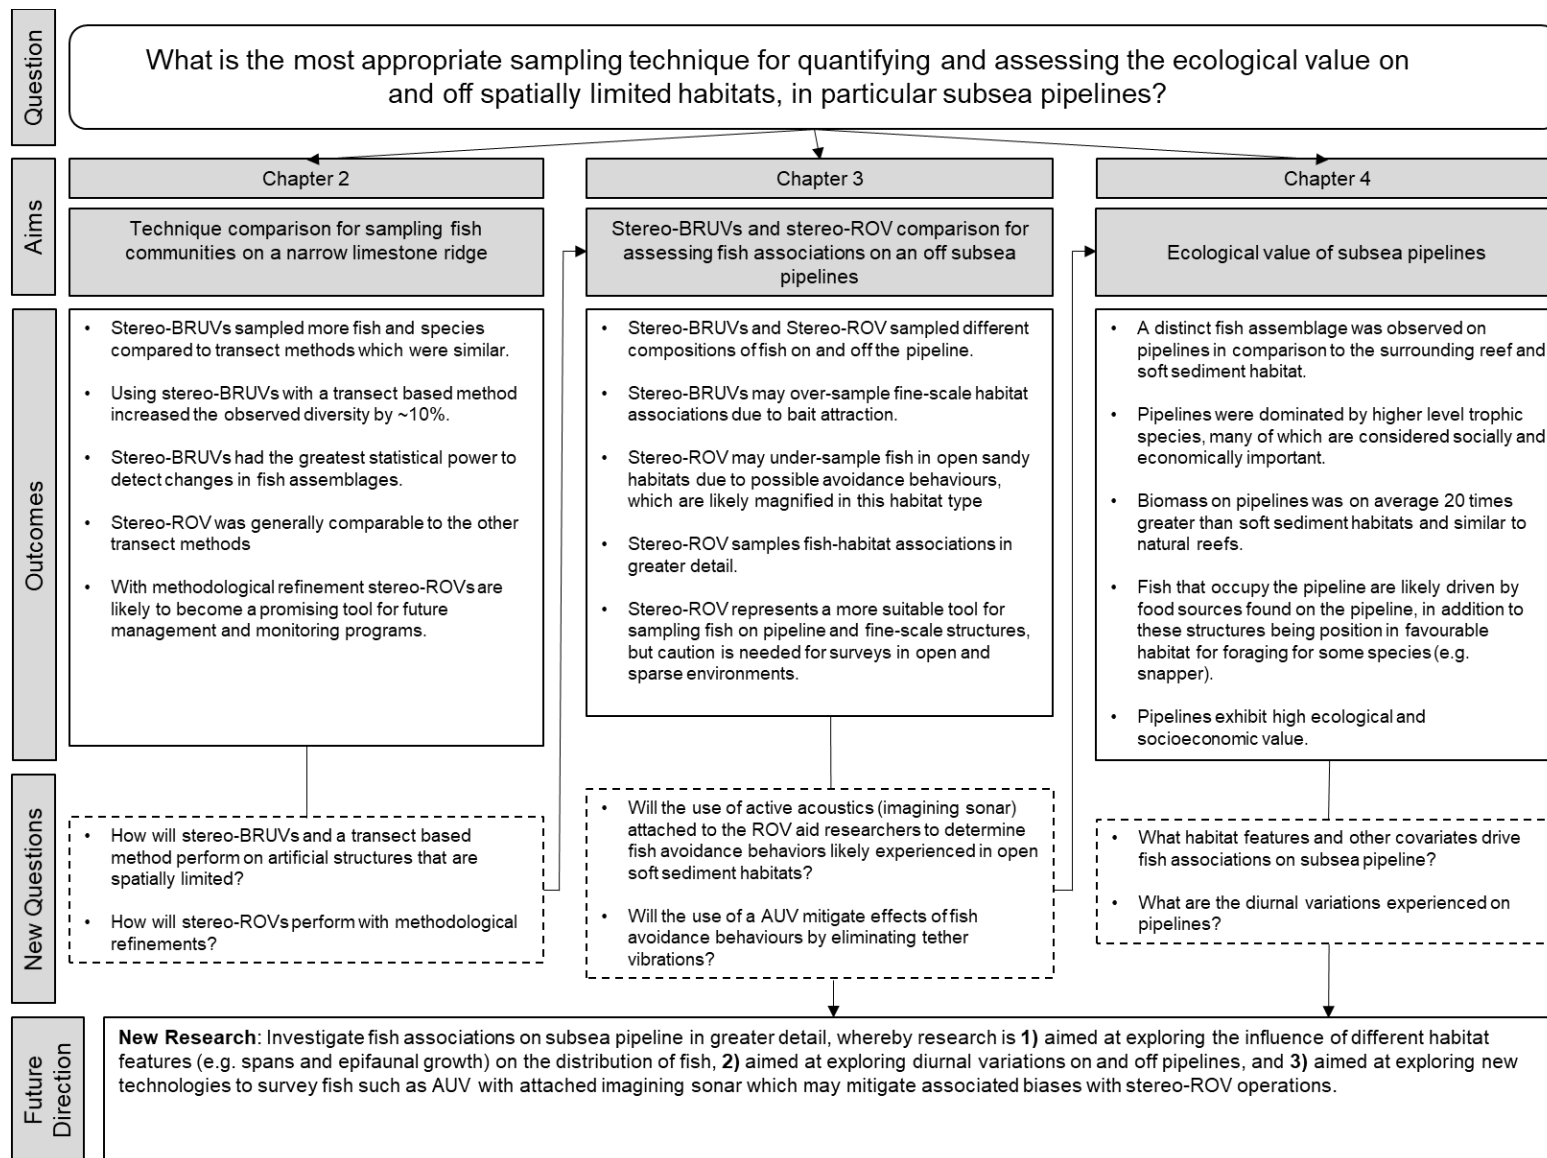 Question
What is the most appropriate sampling technique for quantifying and assessing the ecological value on
and off spatially limited habitats, in particular subsea pipelines?
Aims
Chapter 2
Technique comparison for sampling fish
communities on a narrow limestone ridge
Chapter 3
Stereo-BRUVs and stereo-ROV comparison for
assessing fish associations on an off subsea
pipelines
Chapter 4
Ecological value of subsea pipelines
Outcomes
• Stereo-BRUVs sampled more fish and species
compared to transect methods which were similar.
• Using stereo-BRUVs with a transect based method
increased the observed diversity by ~10%.
• Stereo-BRUVs had the greatest statistical power to
detect changes in fish assemblages.
• Stereo-ROV was generally comparable to the other
transect methods
• With methodological refinement stereo-ROVs are
likely to become a promising tool for future
management and monitoring programs.
• Stereo-BRUVs and Stereo-ROV sampled different
compositions of fish on and off the pipeline.
• Stereo-BRUVs may over-sample fine-scale habitat
associations due to bait attraction.
• Stereo-ROV may under-sample fish in open sandy
habitats due to possible avoidance behaviours,
which are likely magnified in this habitat type
• Stereo-ROV samples fish-habitat associations in
greater detail.
• Stereo-ROV represents a more suitable tool for
sampling fish on pipeline and fine-scale structures,
but caution is needed for surveys in open and
sparse environments.
• A distinct fish assemblage was observed on
pipelines in comparison to the surrounding reef and
soft sediment habitat.
• Pipelines were dominated by higher level trophic
species, many of which are considered socially and
economically important.
• Biomass on pipelines was on average 20 times
greater than soft sediment habitats and similar to
natural reefs.
• Fish that occupy the pipeline are likely driven by
food sources found on the pipeline, in addition to
these structures being position in favourable
habitat for foraging for some species (e.g.
snapper).
• Pipelines exhibit high ecological and
socioeconomic value.
New Questions
• How will stereo-BRUVs and a transect based
method perform on artificial structures that are
spatially limited?
• How will stereo-ROVs perform with methodological
refinements?
• Will the use of active acoustics (imagining sonar)
attached to the ROV aid researchers to determine
fish avoidance behaviors likely experienced in open
soft sediment habitats?
• Will the use of a AUV mitigate effects of fish
avoidance behaviours by eliminating tether
vibrations?
• What habitat features and other covariates drive
fish associations on subsea pipeline?
• What are the diurnal variations experienced on
pipelines?
Future
Direction
New Research: Investigate fish associations on subsea pipeline in greater detail, whereby research is 1) aimed at exploring the influence of different habitat
features (e.g. spans and epifaunal growth) on the distribution of fish, 2) aimed at exploring diurnal variations on and off pipelines, and 3) aimed at exploring new
technologies to survey fish such as AUV with attached imagining sonar which may mitigate associated biases with stereo-ROV operations.